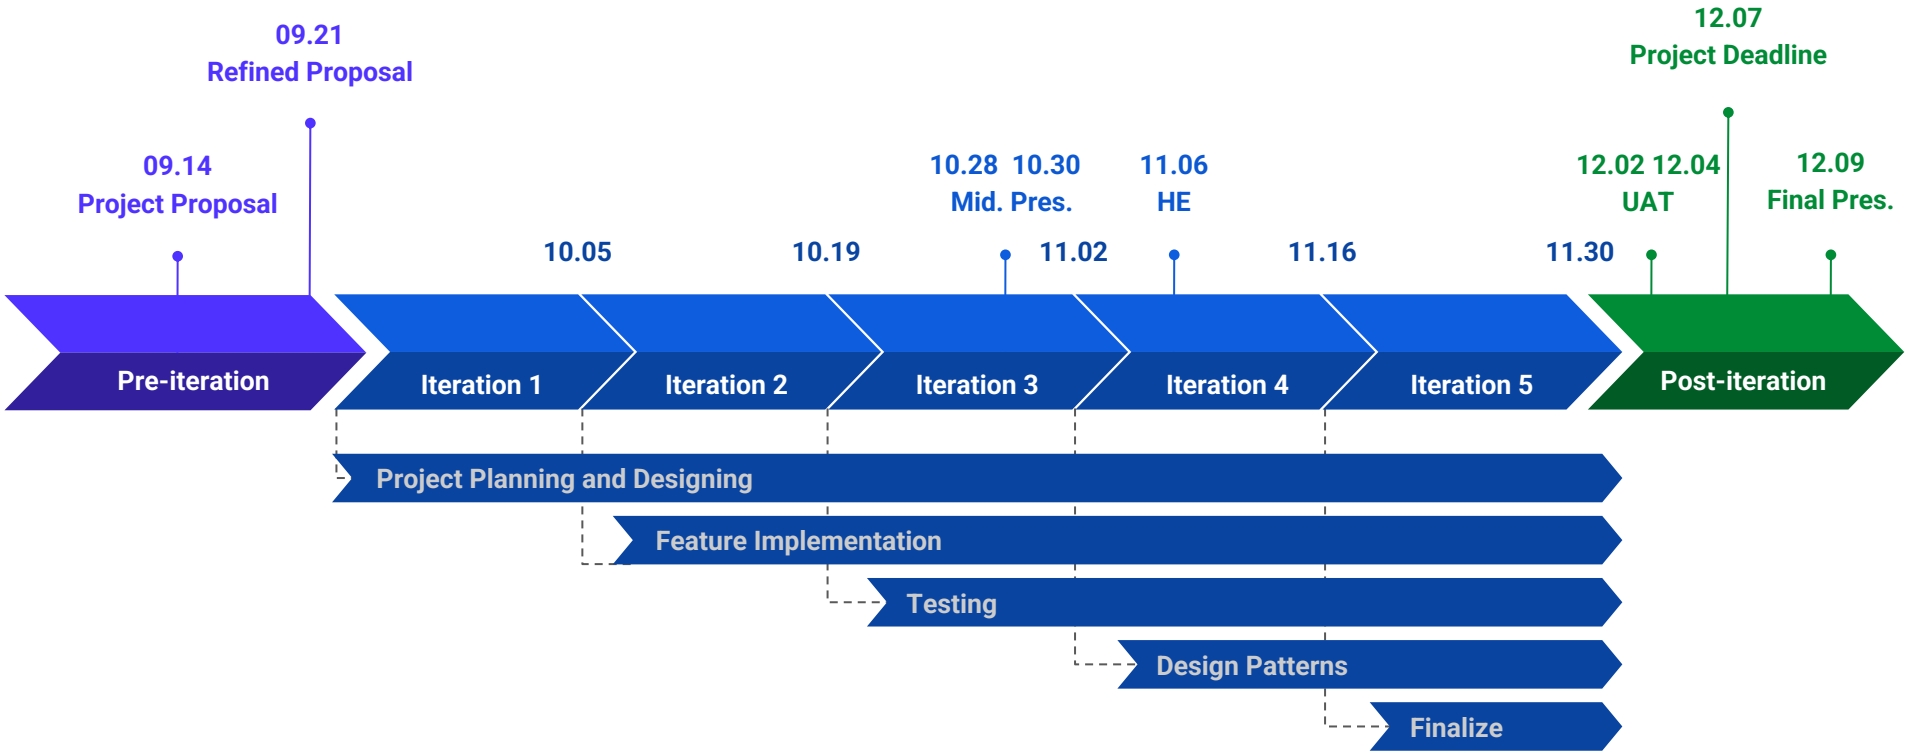 12.07
Project Deadline
09.21
Refined Proposal
09.14
Project Proposal
10.28 10.30
Mid. Pres.
11.06
HE
12.02 12.04
UAT
12.09
Final Pres.
10.05
10.19
11.02
11.16
11.30
Pre-iteration
Iteration 1
Iteration 2
Iteration 3
Iteration 4
Iteration 5
Post-iteration
Project Planning and Designing
Feature Implementation
Testing
Design Patterns
Finalize